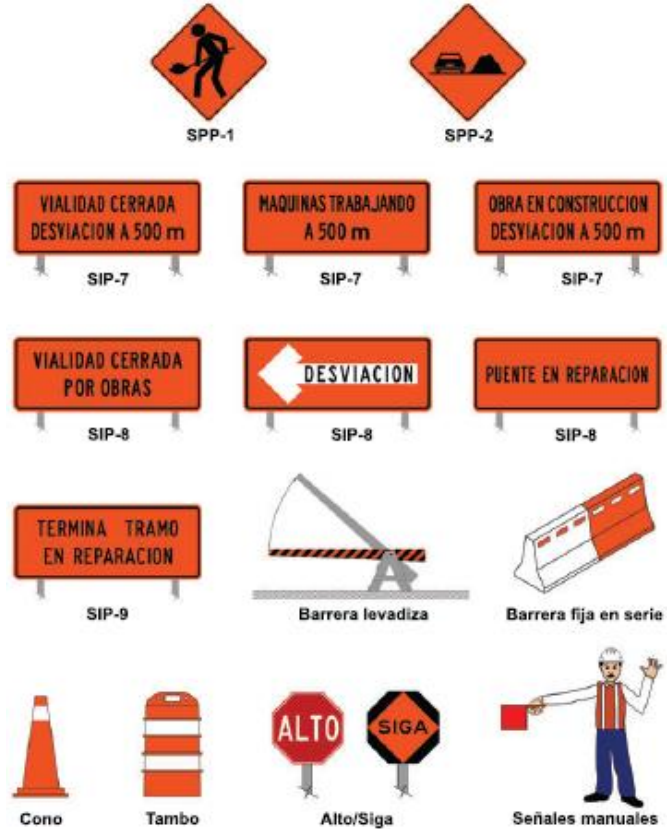 SPP-1
SPP-2
VIALIDAD CERRADA
DESVIACION A 500 m
SIP-7
MAQUINAS TRABAJANDO
A 500 m
SIP-7
OBRA EN CONSTRUCCION
DESVIACION A 500 m
SIP-7
VIALIDAD CERRADA
POR OBRAS
SIP-8
DESVIACION
SIP-8
PUENTE EN REPARACION
SIP-8
TERMINA TRAMO
EN REPARACION
SIP-9
Barrera levadiza
Barrera fija en serie
Cono
Tambo
ALTO
SIGA
Alto/Siga
Señales manuales